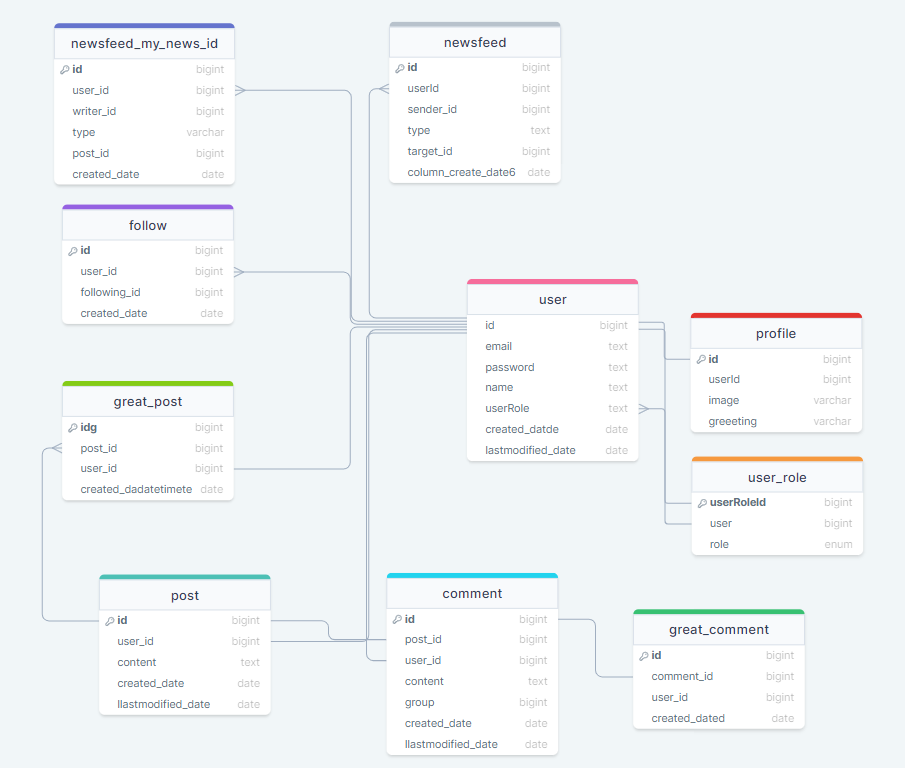 newsfeed_my_news_id
id bigint
user_id bigint
writer_id bigint
type varchar
post_id bigint
created_date date
newsfeed
id bigint
userId bigint
sender_id bigint
type text
target_id bigint
column_create_date6 date
follow
id bigint
user_id bigint
following_id bigint
created_date date
user
id bigint
email text
password text
name text
userRole text
created_datde date
lastmodified_date date
profile
id bigint
userId bigint
image varchar
greeeting varchar
great_post
idg bigint
post_id bigint
user_id bigint
created_dadatetimete date
user_role
userRoleId bigint
user bigint
role enum
post
id bigint
user_id bigint
content text
created_date date
llastmodified_date date
comment
id bigint
post_id bigint
user_id bigint
content text
group bigint
created_date date
llastmodified_date date
great_comment
id bigint
comment_id bigint
user_id bigint
created_dated date